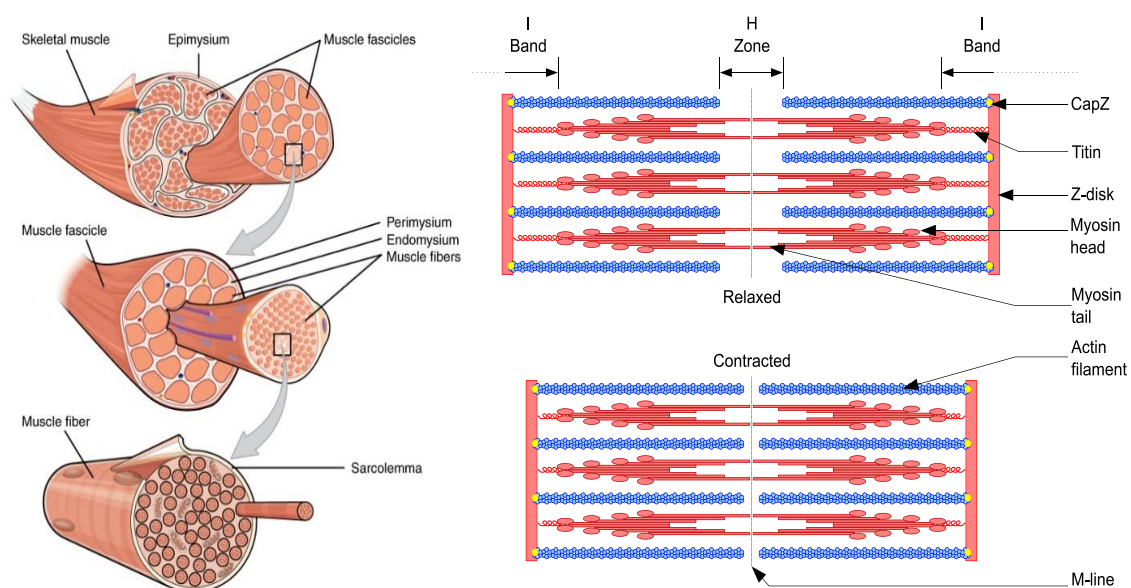 Skeletal muscle
Epimysium
Muscle fascicles
Muscle fascicle
Perimysium
Endomysium
Muscle fibers
Muscle fiber
Sarcolemma
I
Band
H
Zone
I
Band
CapZ
Titin
Z-disk
Myosin
head
Relaxed
Myosin
tail
Contracted
Actin
filament
M-line